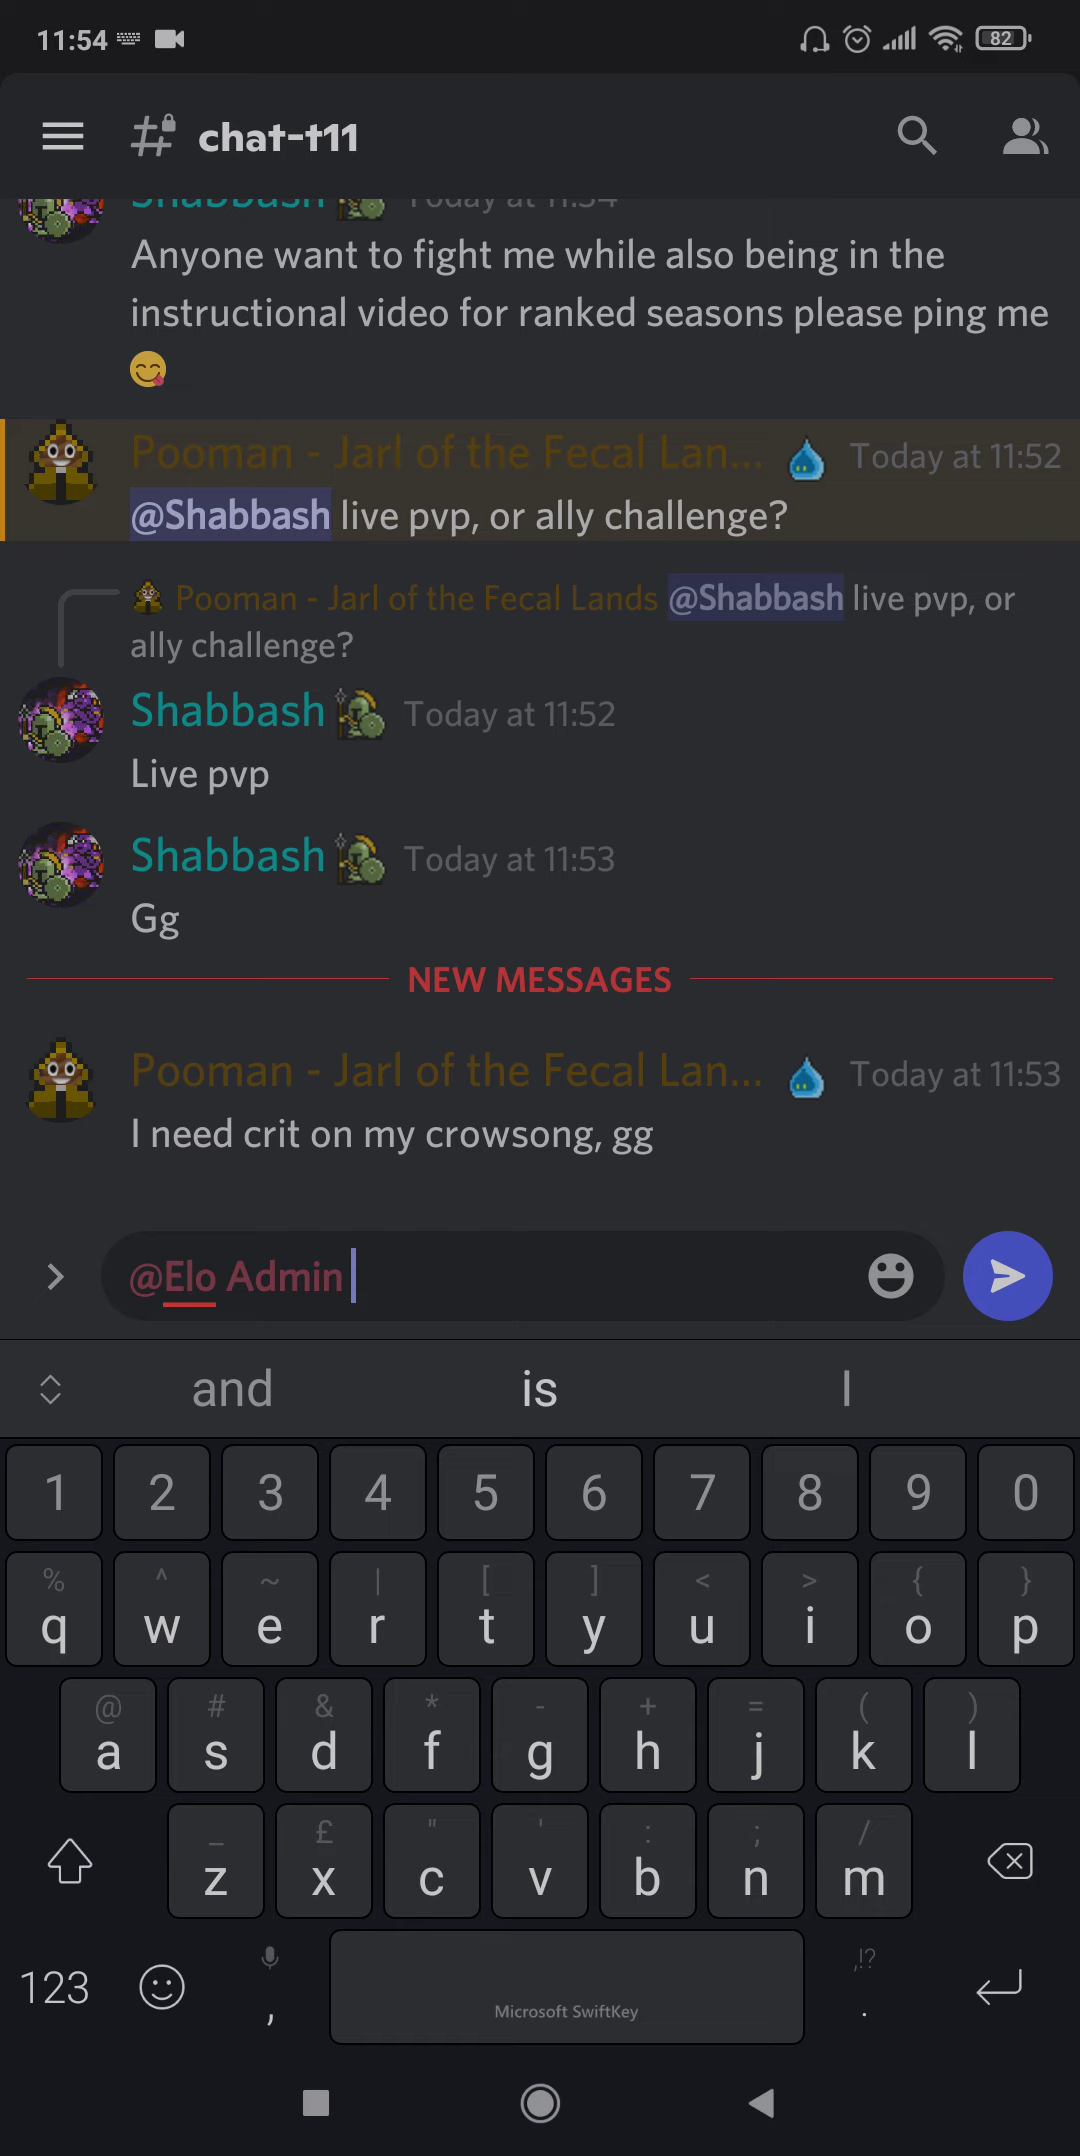 11:54 82
chat-t11
Shabbash Today at 11:54
Anyone want to fight me while also being in the
instructional video for ranked seasons please ping me
😋
Pooman - Jarl of the Fecal Lan... Today at 11:52
@Shabbash live pvp, or ally challenge?
Pooman - Jarl of the Fecal Lands @Shabbash live pvp, or
ally challenge?
Shabbash Today at 11:52
Live pvp
Shabbash Today at 11:53
Gg
NEW MESSAGES
Pooman - Jarl of the Fecal Lan... Today at 11:53
I need crit on my crowsong, gg
@Elo Admin
and is I
1 2 3 4 5 6 7 8 9 0
% ^ ~ | [ ] < > { }
q w e r t y u i o p
@ # & * - + = ( )
a s d f g h j k l
_ £ " ' : ; /
z x c v b n m
,!?
123 , .
Microsoft SwiftKey